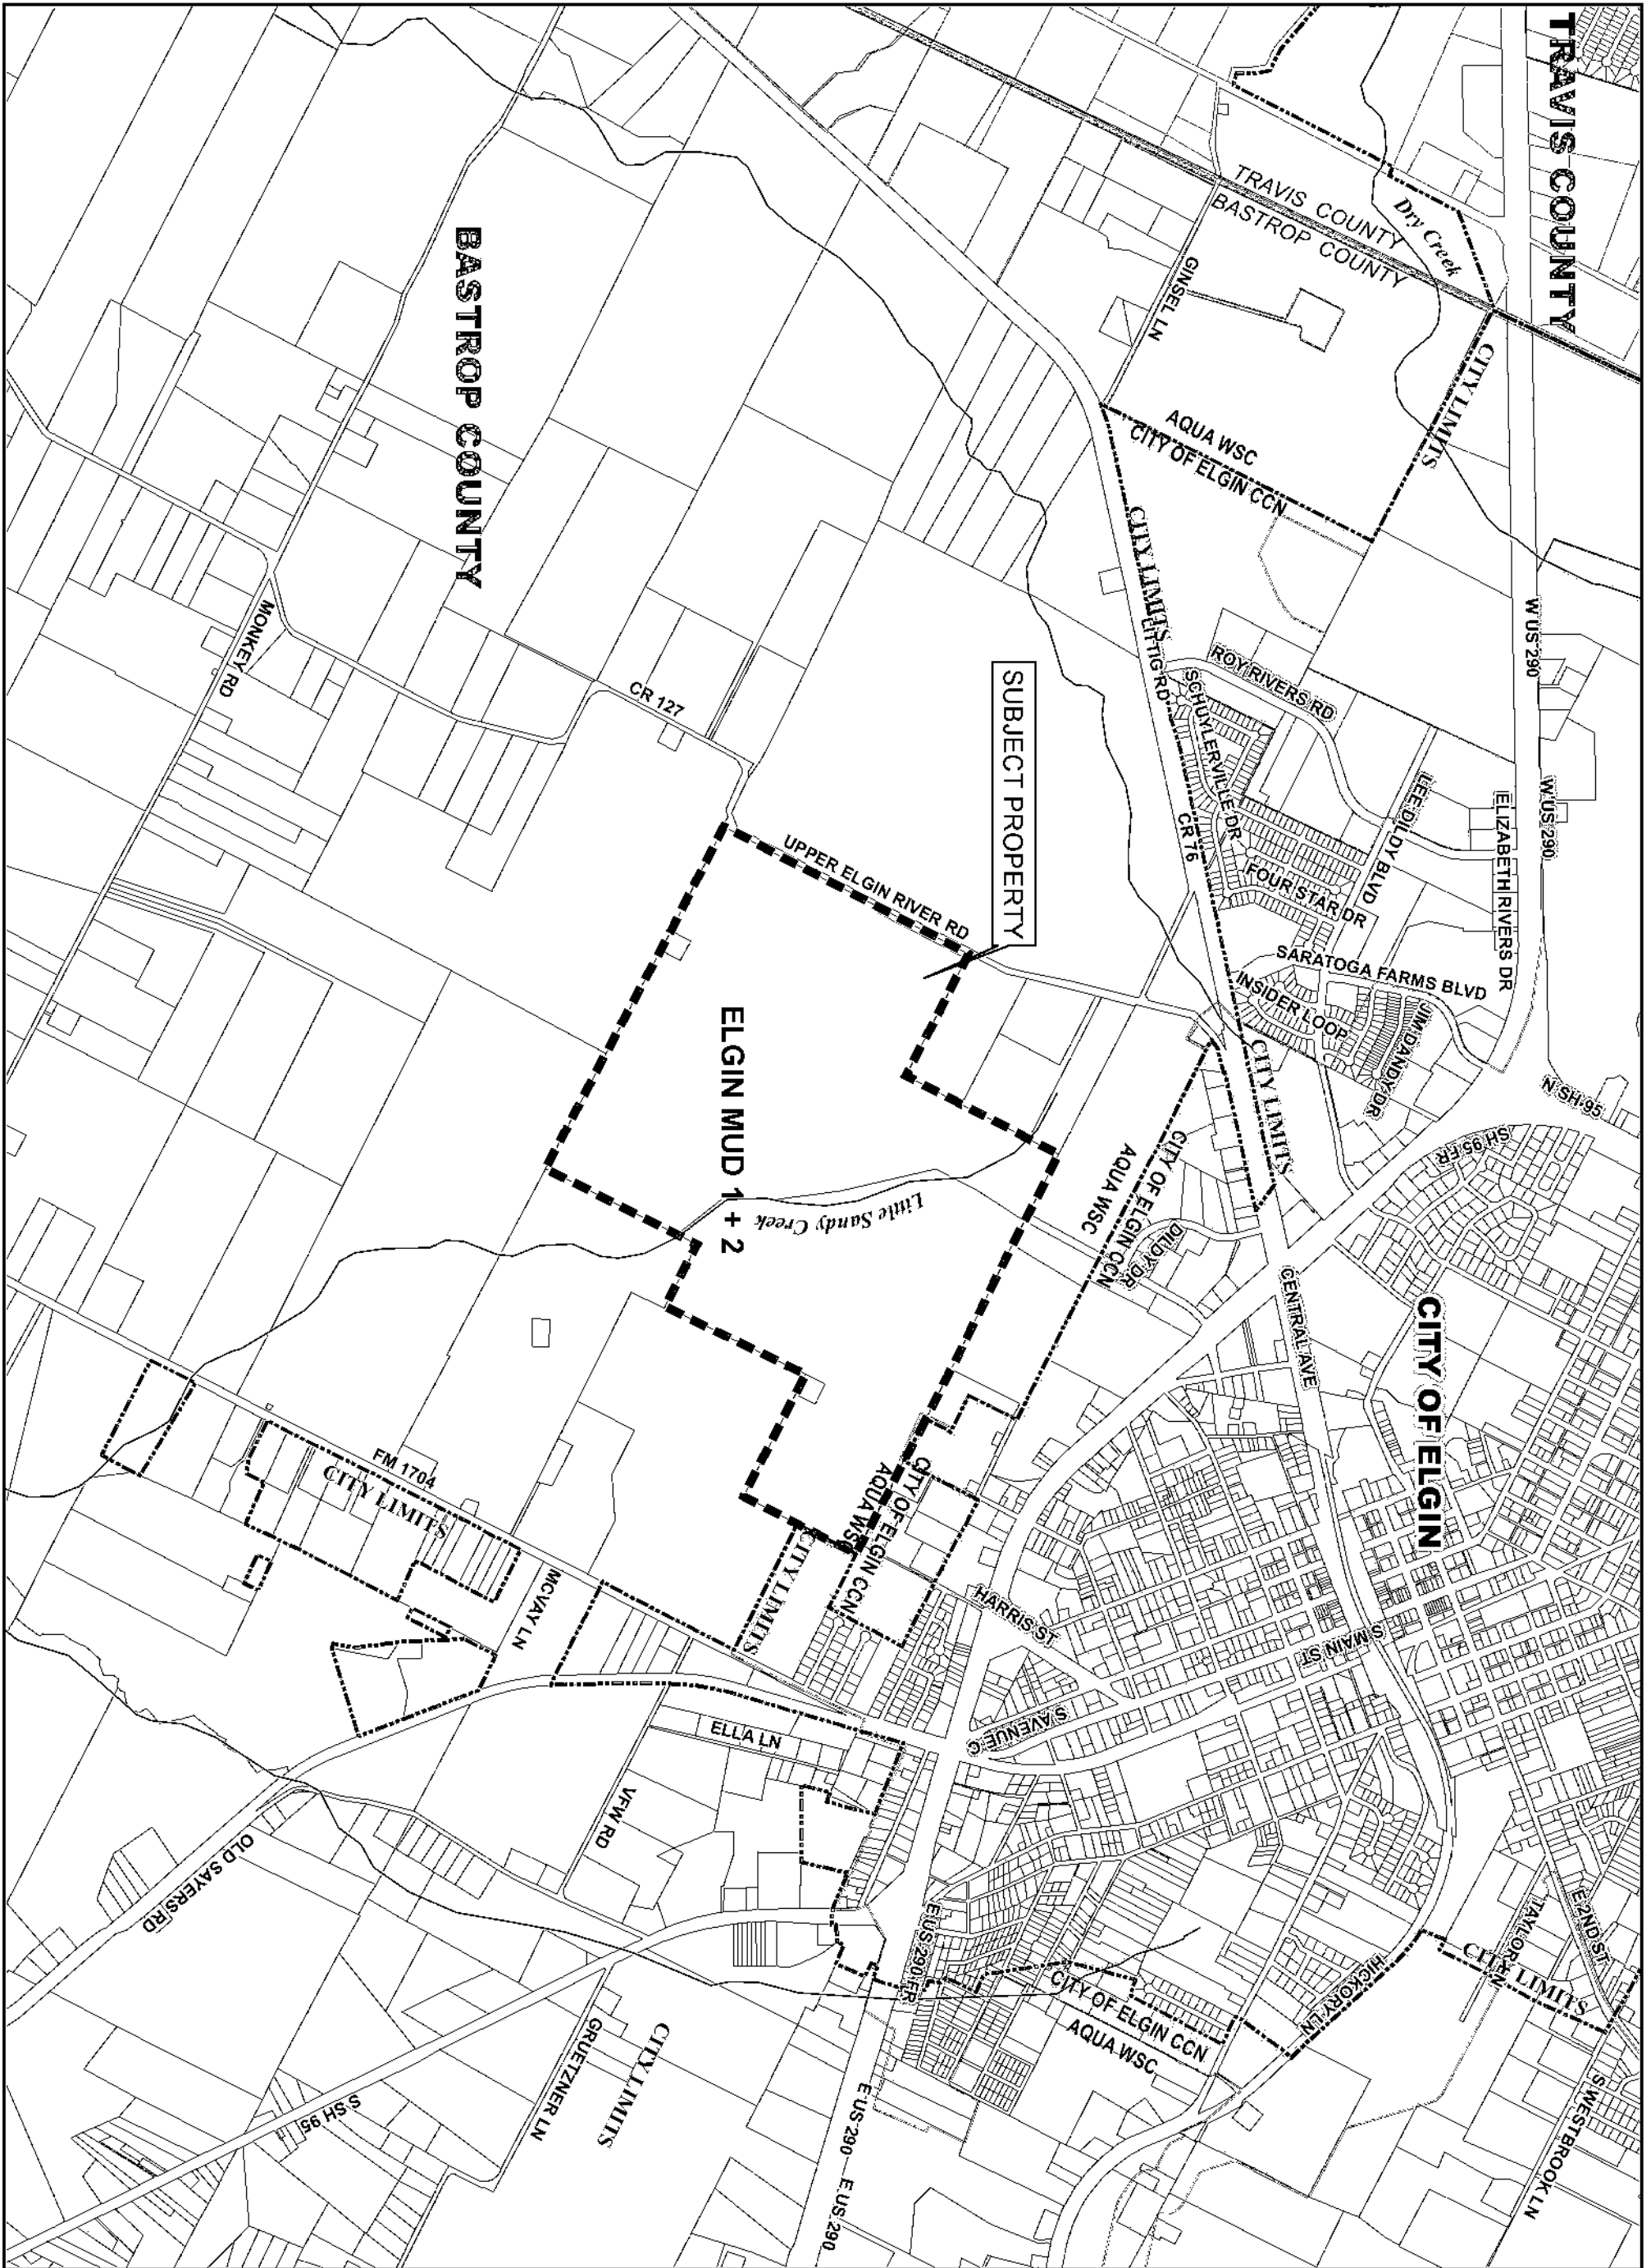 TRAVIS COUNTY
TRAVIS COUNTY
BASTROP COUNTY
Dry Creek
GINSEL LN
CITY LIMITS
AQUA WSC
CITY OF ELGIN CCN
BASTROP COUNTY
CITY LIMITS
LITTIG RD
W US 290
W US 290
ROY RIVERS RD
SCHUYLERVILLE DR
LEE DILDY BLVD
ELIZABETH RIVERS DR
FOUR STAR DR
CR 76
SARATOGA FARMS BLVD
INSIDER LOOP
JIM DANDY DR
N SH 95
SH 95 FR
MONKEY RD
CR 127
SUBJECT PROPERTY
UPPER ELGIN RIVER RD
ELGIN MUD 1 + 2
Little Sandy Creek
CITY LIMITS
CITY OF ELGIN CCN
AQUA WSC
DILDY DR
CENTRAL AVE
CITY OF ELGIN
CITY OF ELGIN CCN
AQUA WSC
CITY LIMITS
FM 1704
CITY LIMITS
MCVAY LN
HARRIS ST
S MAIN ST
S AVENUE C
ELLA LN
VFW RD
OLD SAYERS RD
E US 290 FR
CITY OF ELGIN CCN
AQUA WSC
HICKORY LN
TAYLOR LN
E 2ND ST
CITY LIMITS
S WESTBROOK LN
GRUETZNER LN
CITY LIMITS
S SH 95
E US 290
E US 290